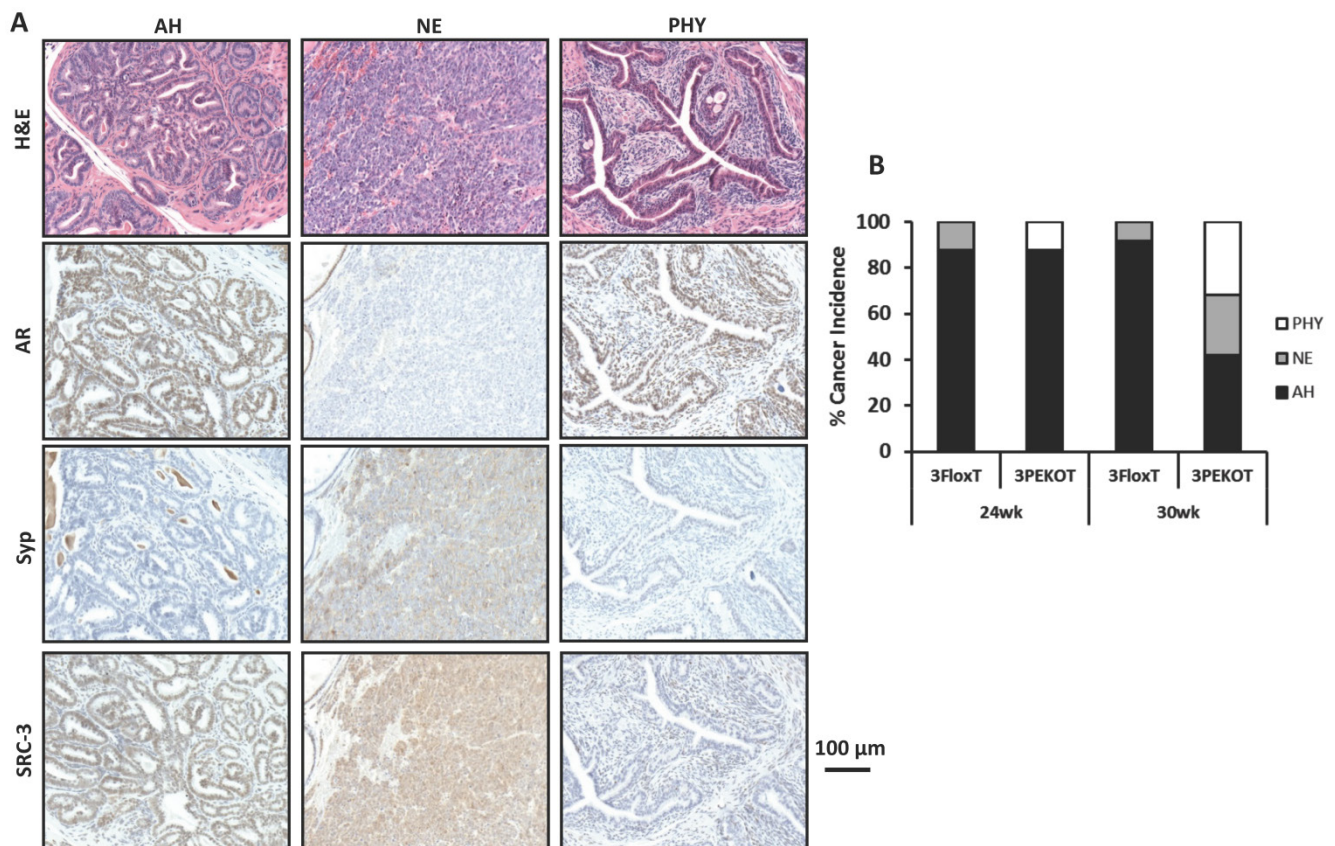 A
AH NE PHY
H&E
AR
Syp
SRC-3
100 µm
B
% Cancer Incidence
100
80
60
40
20
0
3FloxT 3PEKOT 3FloxT 3PEKOT
24wk 30wk
PHY
NE
AH